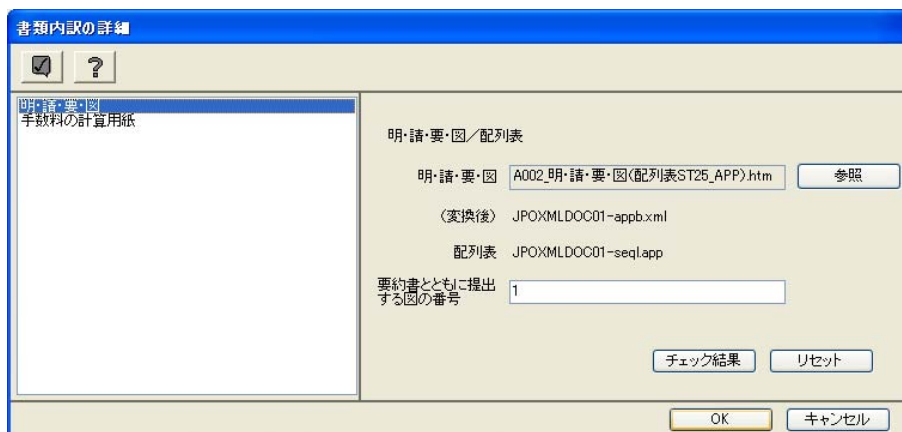 書類内訳の詳細
?
明・請・要・図
手数料の計算用紙
明・請・要・図／配列表
明・請・要・図 A002_明・請・要・図(配列表ST25_APP).htm 参照
(変換後) JPOXMLDOC01-appb.xml
配列表 JPOXMLDOC01-seql.app
要約書とともに提出
する図の番号 1
チェック結果 リセット
OK キャンセル